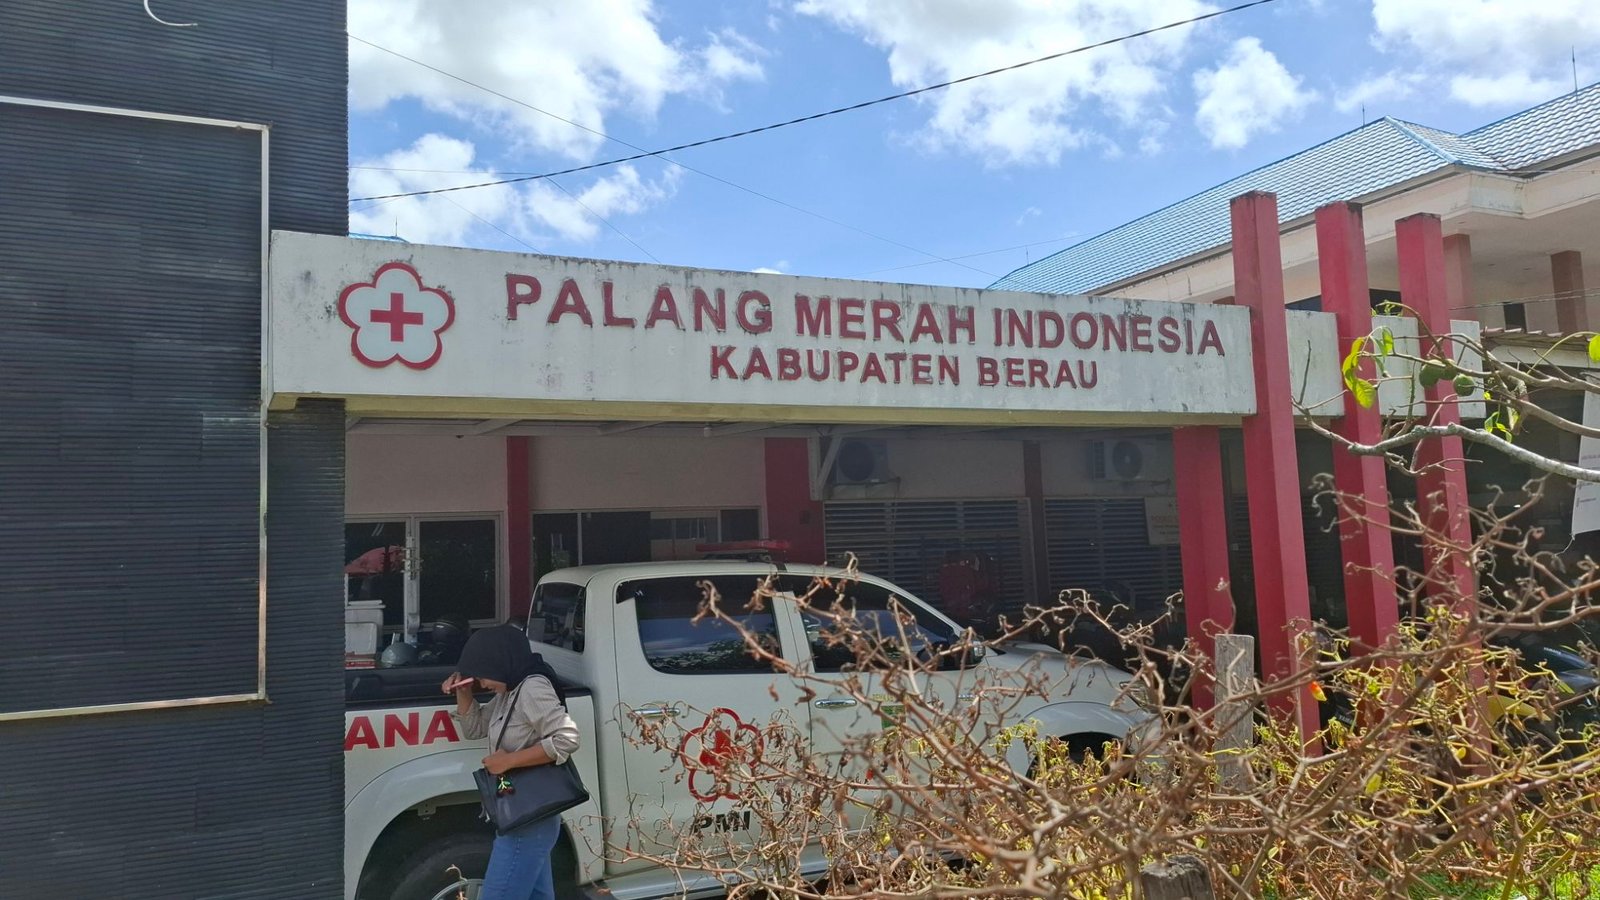 PALANG MERAH INDONESIA
KABUPATEN BERAU
ANA
PMI